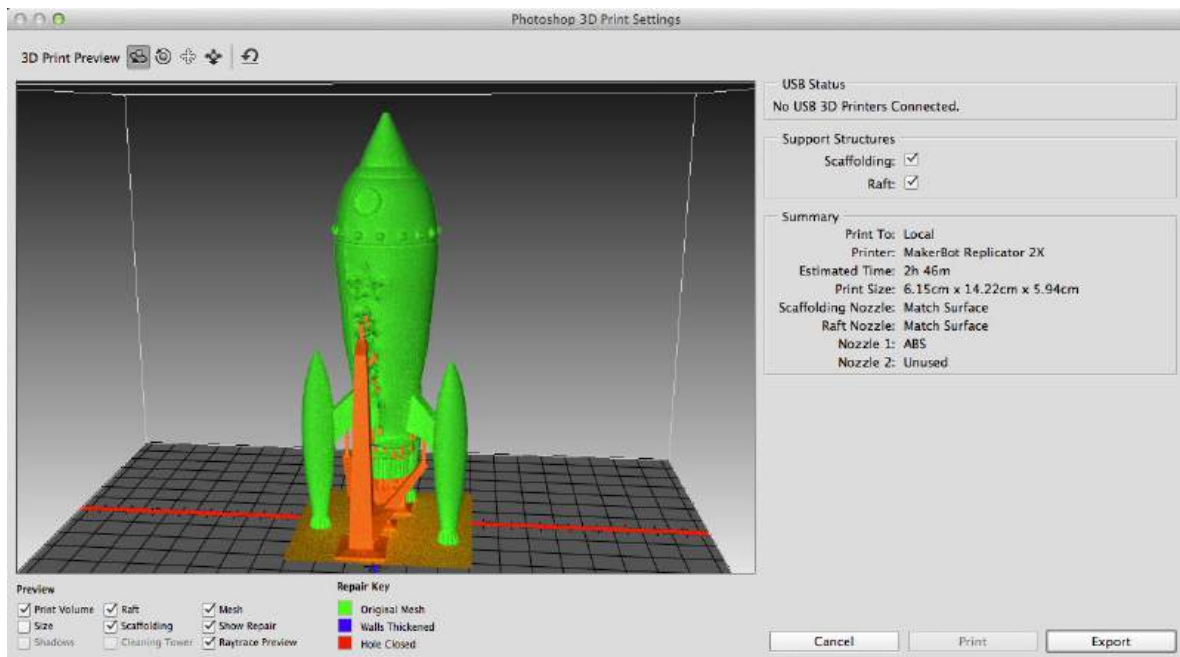 Photoshop 3D Print Settings
3D Print Preview
USB Status
No USB 3D Printers Connected.
Support Structures
Scaffolding:
Raft:
Summary
Print To: Local
Printer: MakerBot Replicator 2X
Estimated Time: 2h 46m
Print Size: 6.15cm x 14.22cm x 5.94cm
Scaffolding Nozzle: Match Surface
Raft Nozzle: Match Surface
Nozzle 1: ABS
Nozzle 2: Unused
Preview
Print Volume Raft Mesh
Size Scaffolding Show Repair
Shadows Cleaning Tower Raytrace Preview
Repair Key
Original Mesh
Walls Thickened
Hole Closed
Cancel Print Export